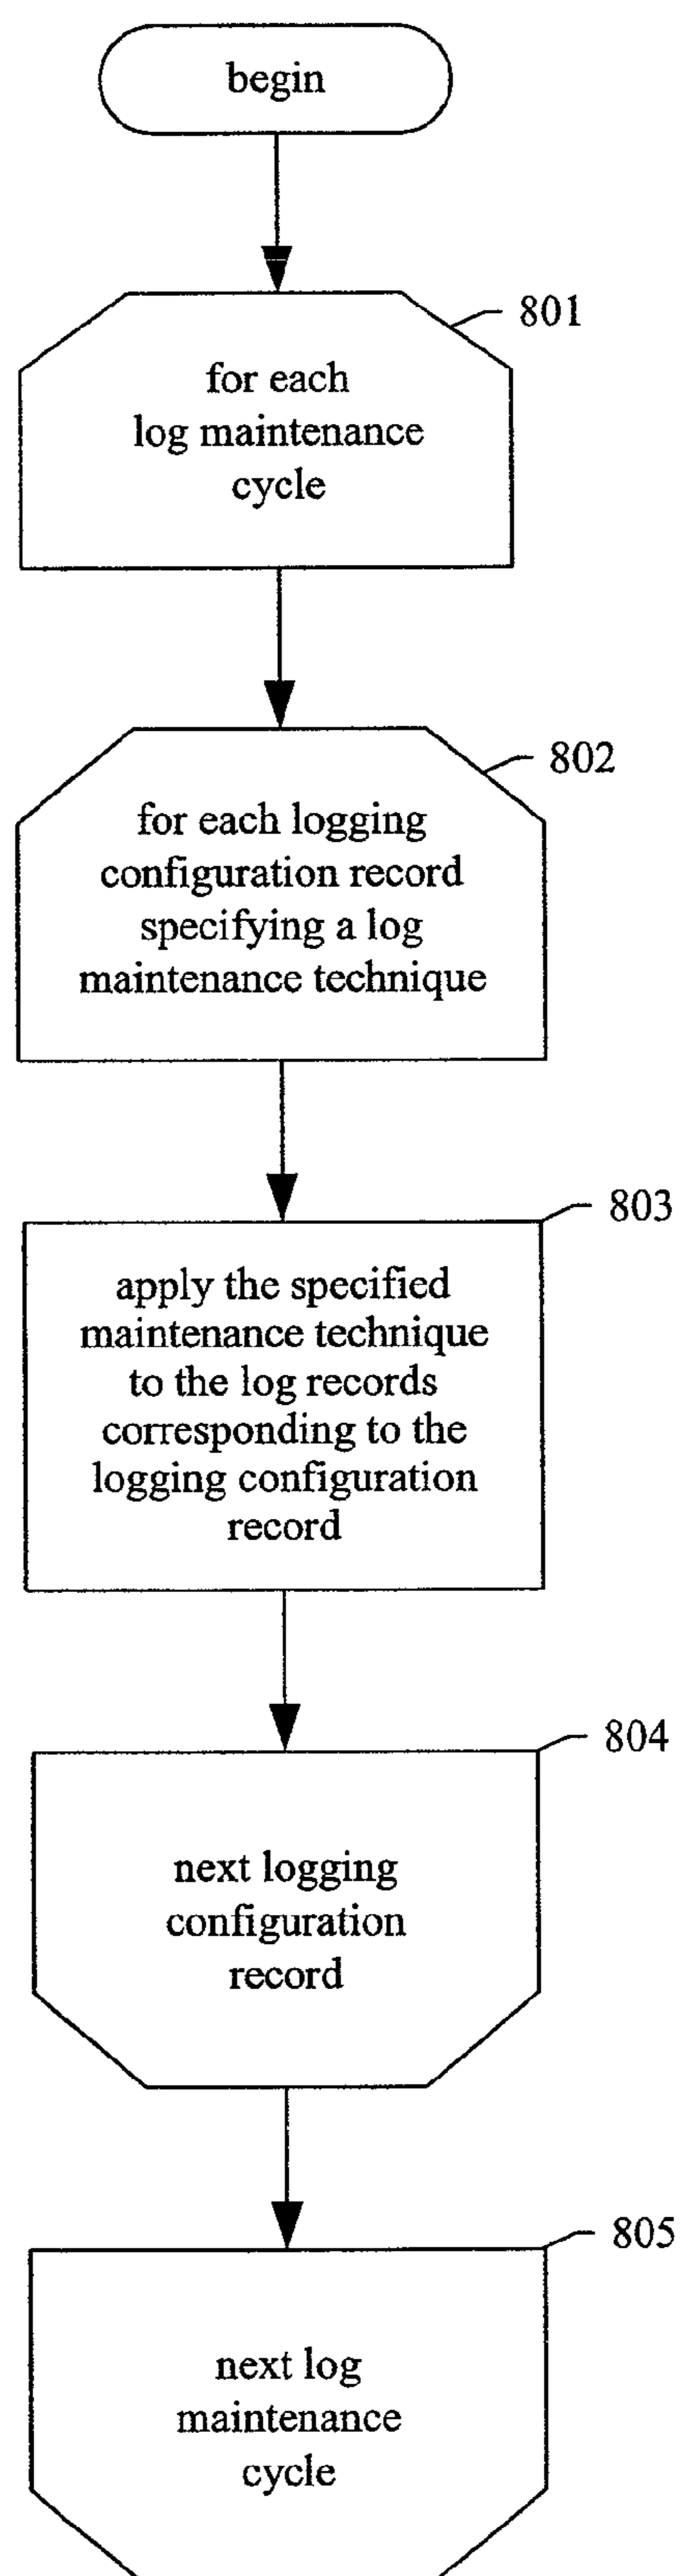 begin
801
for each
log maintenance
cycle
802
for each logging
configuration record
specifying a log
maintenance technique
803
apply the specified
maintenance technique
to the log records
corresponding to the
logging configuration
record
804
next logging
configuration
record
805
next log
maintenance
cycle